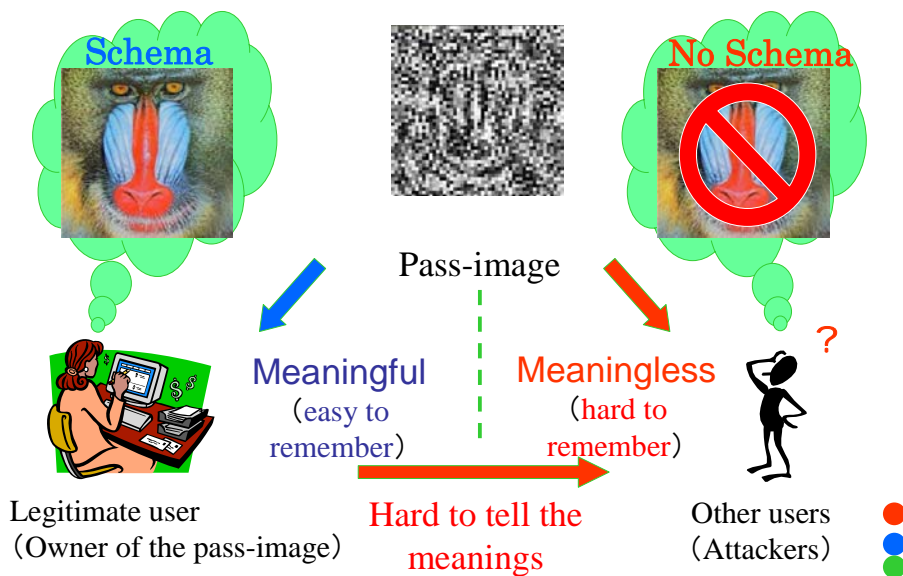 Schema
No Schema
Pass-image
?
Meaningful
(easy to
remember)
Meaningless
(hard to
remember)
$ $
Legitimate user
(Owner of the pass-image)
Hard to tell the
meanings
Other users
(Attackers)